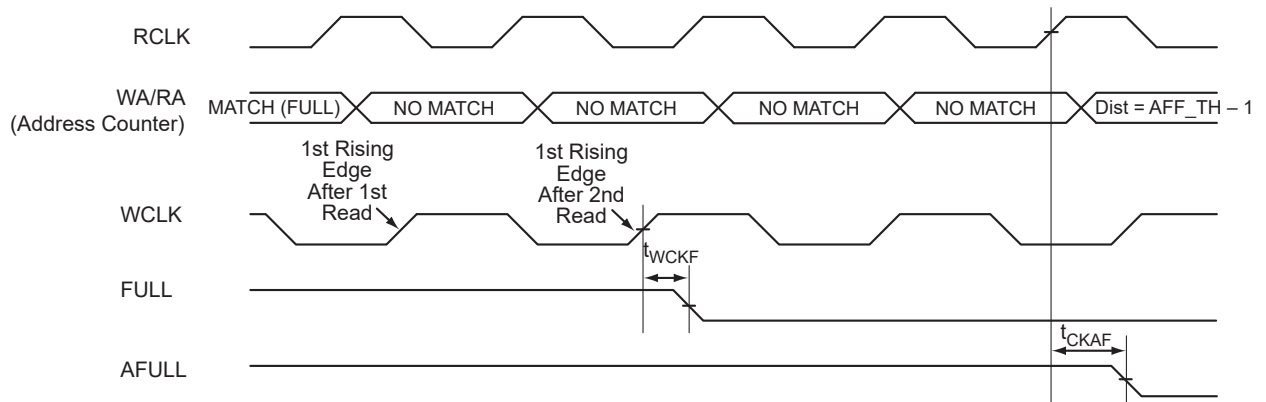 RCLK
WA/RA
(Address Counter)
MATCH (FULL)
NO MATCH
NO MATCH
NO MATCH
NO MATCH
Dist = AFF_TH – 1
1st Rising
Edge
After 1st
Read
1st Rising
Edge
After 2nd
Read
WCLK
tWCKF
FULL
tCKAF
AFULL